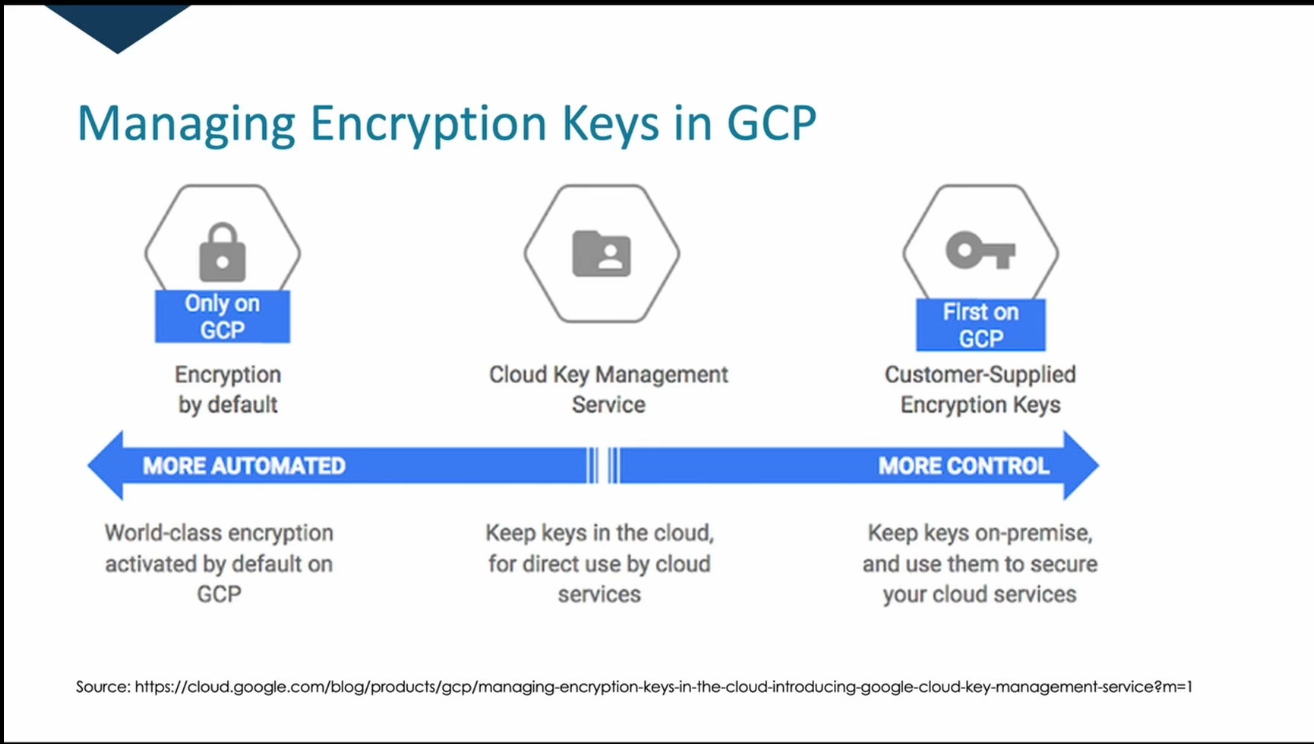 Managing Encryption Keys in GCP
Only on
GCP
First on
GCP
Encryption
by default
Cloud Key Management
Service
Customer-Supplied
Encryption Keys
MORE AUTOMATED
MORE CONTROL
World-class encryption
activated by default on
GCP
Keep keys in the cloud,
for direct use by cloud
services
Keep keys on-premise,
and use them to secure
your cloud services
Source: https://cloud.google.com/blog/products/gcp/managing-encryption-keys-in-the-cloud-introducing-google-cloud-key-management-service?m=1